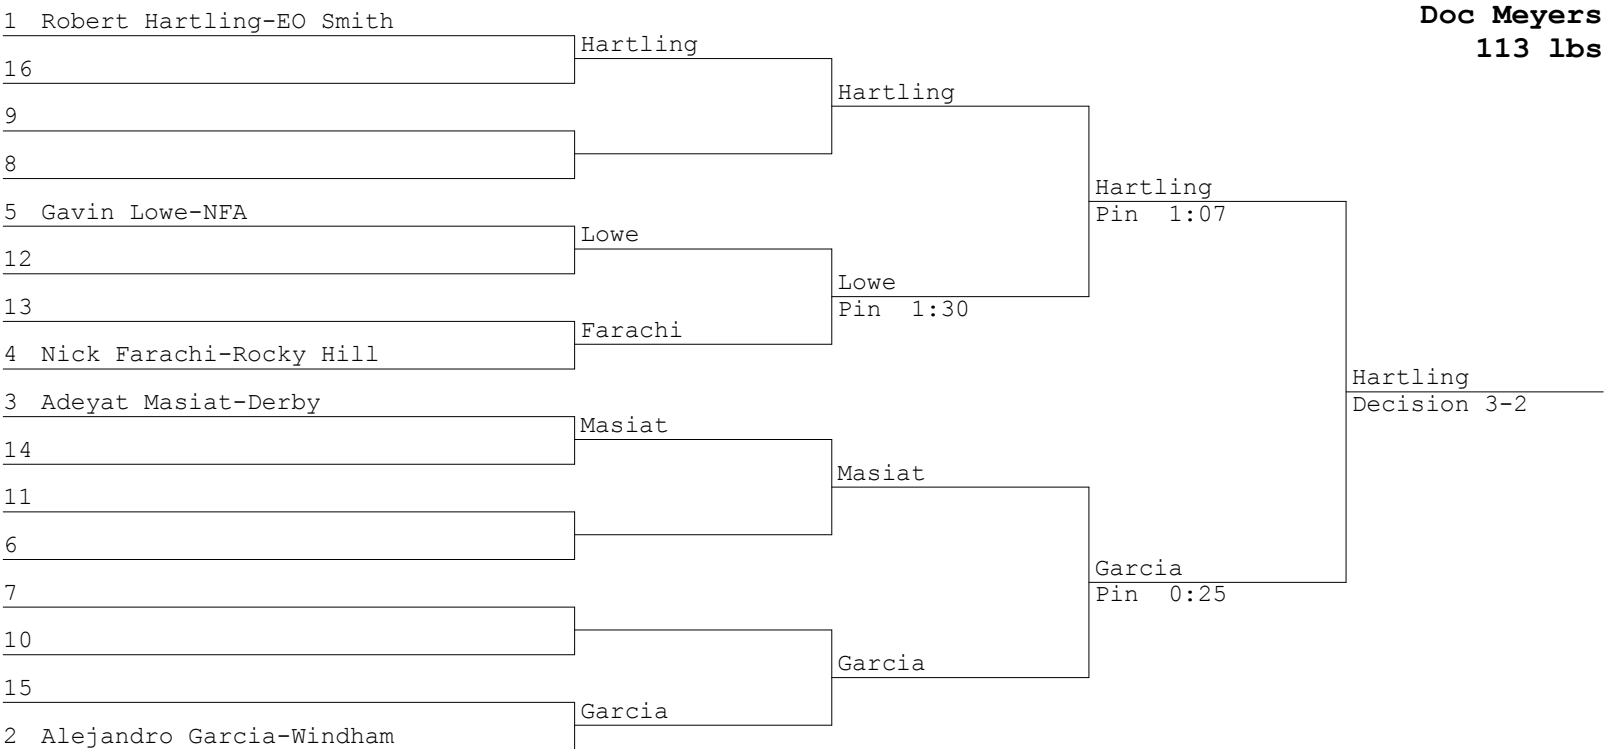 Doc Meyers
113 lbs
1 Robert Hartling-EO Smith
16
9
8
5 Gavin Lowe-NFA
12
13
4 Nick Farachi-Rocky Hill
3 Adeyat Masiat-Derby
14
11
6
7
10
15
2 Alejandro Garcia-Windham
Hartling
Lowe
Farachi
Masiat
Garcia
Hartling
Lowe
Pin 1:30
Masiat
Garcia
Hartling
Pin 1:07
Garcia
Pin 0:25
Hartling
Decision 3-2